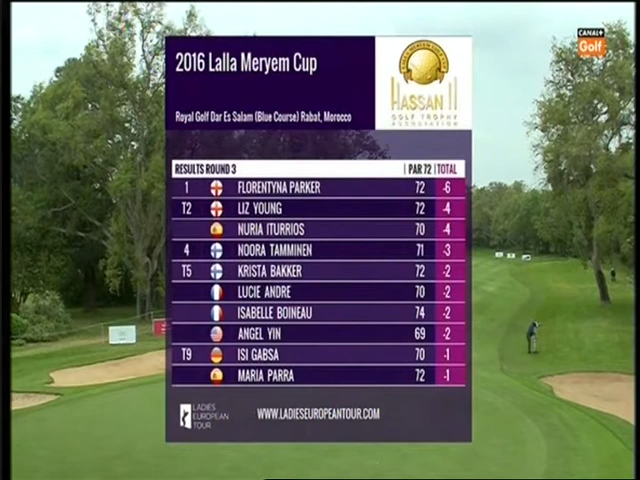 CANAL+
Golf
2016 Lalla Meryem Cup
HASSAN II
GOLF TROPHY
ASSOCIATION
Royal Golf Dar Es Salam (Blue Course) Rabat, Morocco
RESULTS ROUND 3 PAR 72 TOTAL
1 FLORENTYNA PARKER 72 -6
T2 LIZ YOUNG 72 -4
NURIA ITURRIOS 70 -4
4 NOORA TAMMINEN 71 -3
T5 KRISTA BAKKER 72 -2
LUCIE ANDRE 70 -2
ISABELLE BOINEAU 74 -2
ANGEL YIN 69 -2
T9 ISI GABSA 70 -1
MARIA PARRA 72 -1
LADIES
EUROPEAN
TOUR
WWW.LADIESEUROPEANTOUR.COM